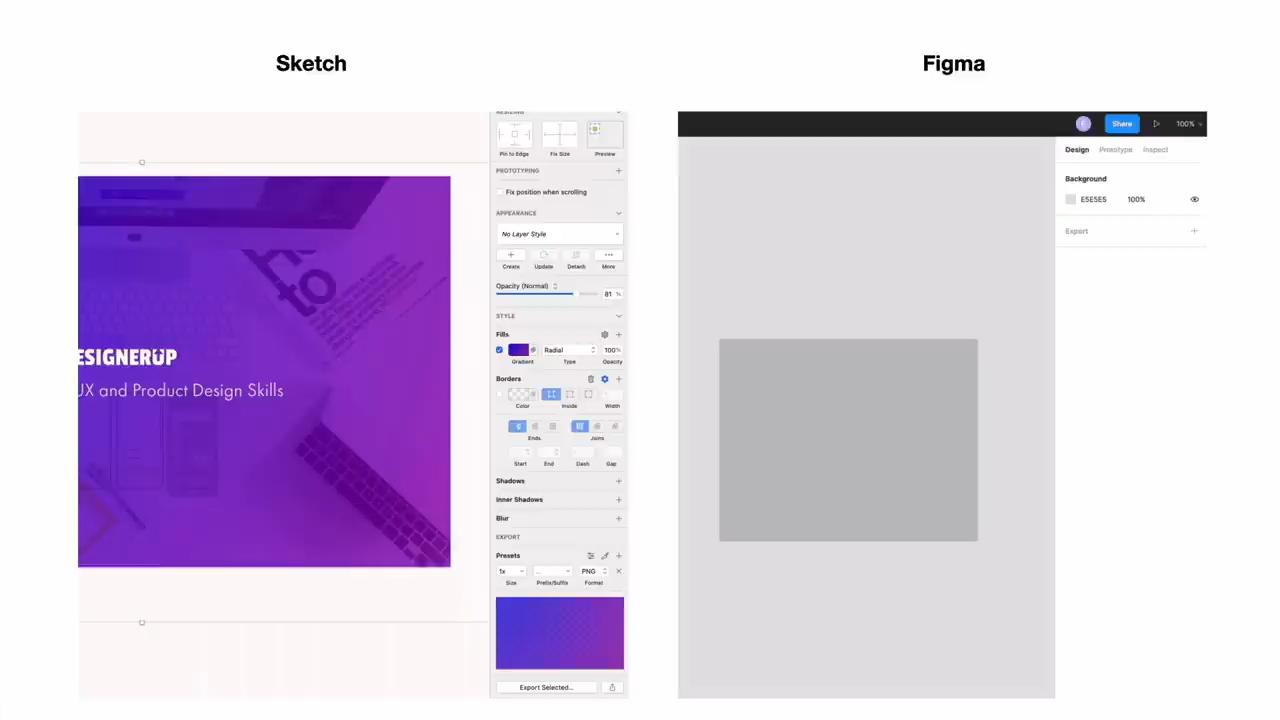 Sketch
Figma
RESIZING
Pin to Edge
Fix Size
Preview
PROTOTYPING
Fix position when scrolling
APPEARANCE
No Layer Style
Create
Update
Detach
More
Opacity (Normal)
81 %
STYLE
Fills
Radial
100%
Gradient
Type
Opacity
Borders
Color
Inside
Width
Ends
Joins
Start
End
Dash
Gap
Shadows
Inner Shadows
Blur
EXPORT
Presets
1x
...
PNG
Size
Prefix/Suffix
Format
Export Selected...
to
ESIGNERUP
UX and Product Design Skills
Share
100%
Design
Prototype
Inspect
Background
E5E5E5
100%
Export